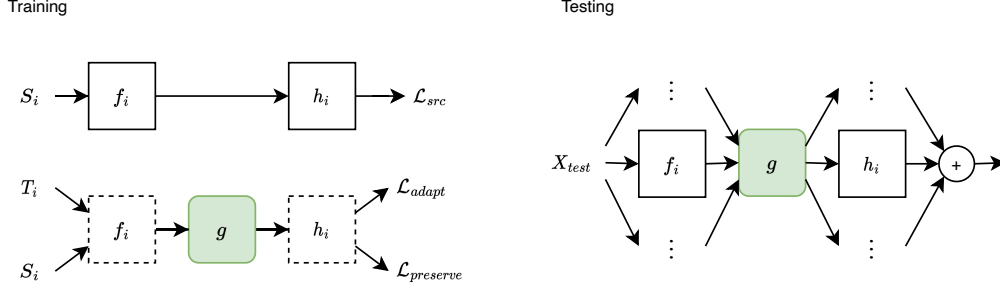 Training
S_i f_i h_i ℒ_src
T_i ℒ_adapt
f_i g h_i
S_i ℒ_preserve
Testing
⋮ ⋮
X_test f_i g h_i +
⋮ ⋮